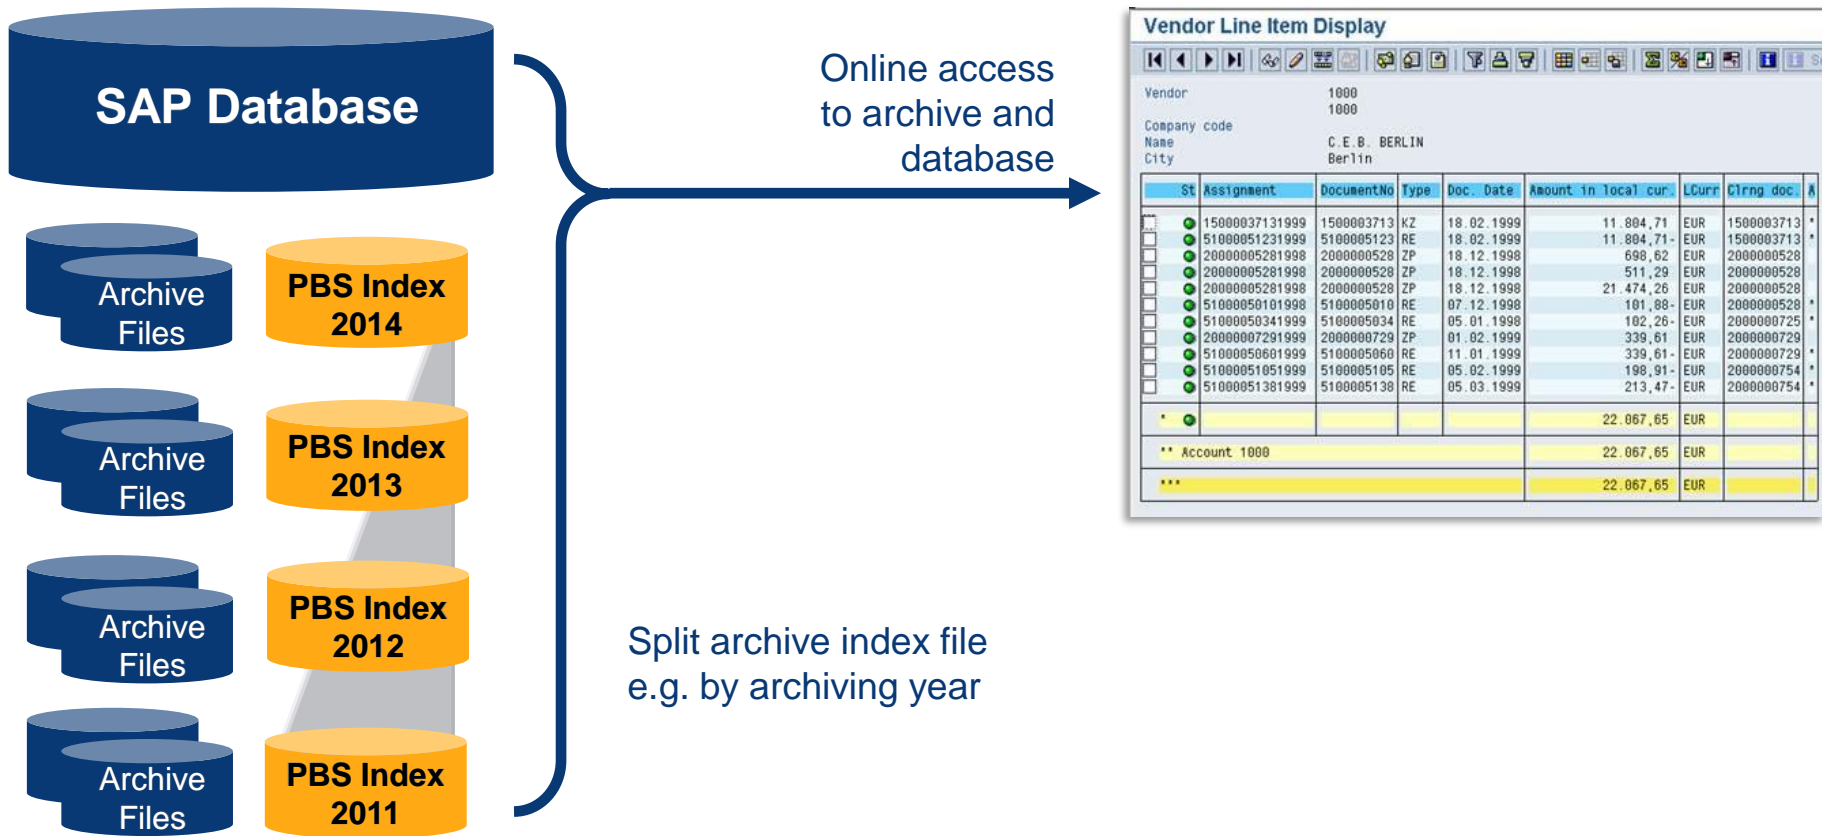 SAP Database
Archive
Files
PBS Index
2014
Archive
Files
PBS Index
2013
Archive
Files
PBS Index
2012
Archive
Files
PBS Index
2011
Online access
to archive and
database
Split archive index file
e.g. by archiving year
Vendor Line Item Display
Vendor 1000
1000
Company code
Name C.E.B. BERLIN
City Berlin
St Assignment DocumentNo Type Doc. Date Amount in local cur. LCurr Clrng doc. A
15000037131999 1500003713 KZ 18.02.1999 11.804,71 EUR 1500003713 *
51000051231999 5100005123 RE 18.02.1999 11.804,71- EUR 1500003713 *
20000005281998 2000000528 ZP 18.12.1998 698,62 EUR 2000000528
20000005281998 2000000528 ZP 18.12.1998 511,29 EUR 2000000528
20000005281998 2000000528 ZP 18.12.1998 21.474,26 EUR 2000000528
51000050101998 5100005010 RE 07.12.1998 101,88- EUR 2000000528 *
51000050341999 5100005034 RE 05.01.1998 102,26- EUR 2000000725 *
20000007291999 2000000729 ZP 01.02.1999 339,61 EUR 2000000729
51000050601999 5100005060 RE 11.01.1999 339,61- EUR 2000000729 *
51000051051999 5100005105 RE 05.02.1999 198,91- EUR 2000000754 *
51000051381999 5100005138 RE 05.03.1999 213,47- EUR 2000000754 *
* 22.067,65 EUR
** Account 1000 22.067,65 EUR
*** 22.067,65 EUR